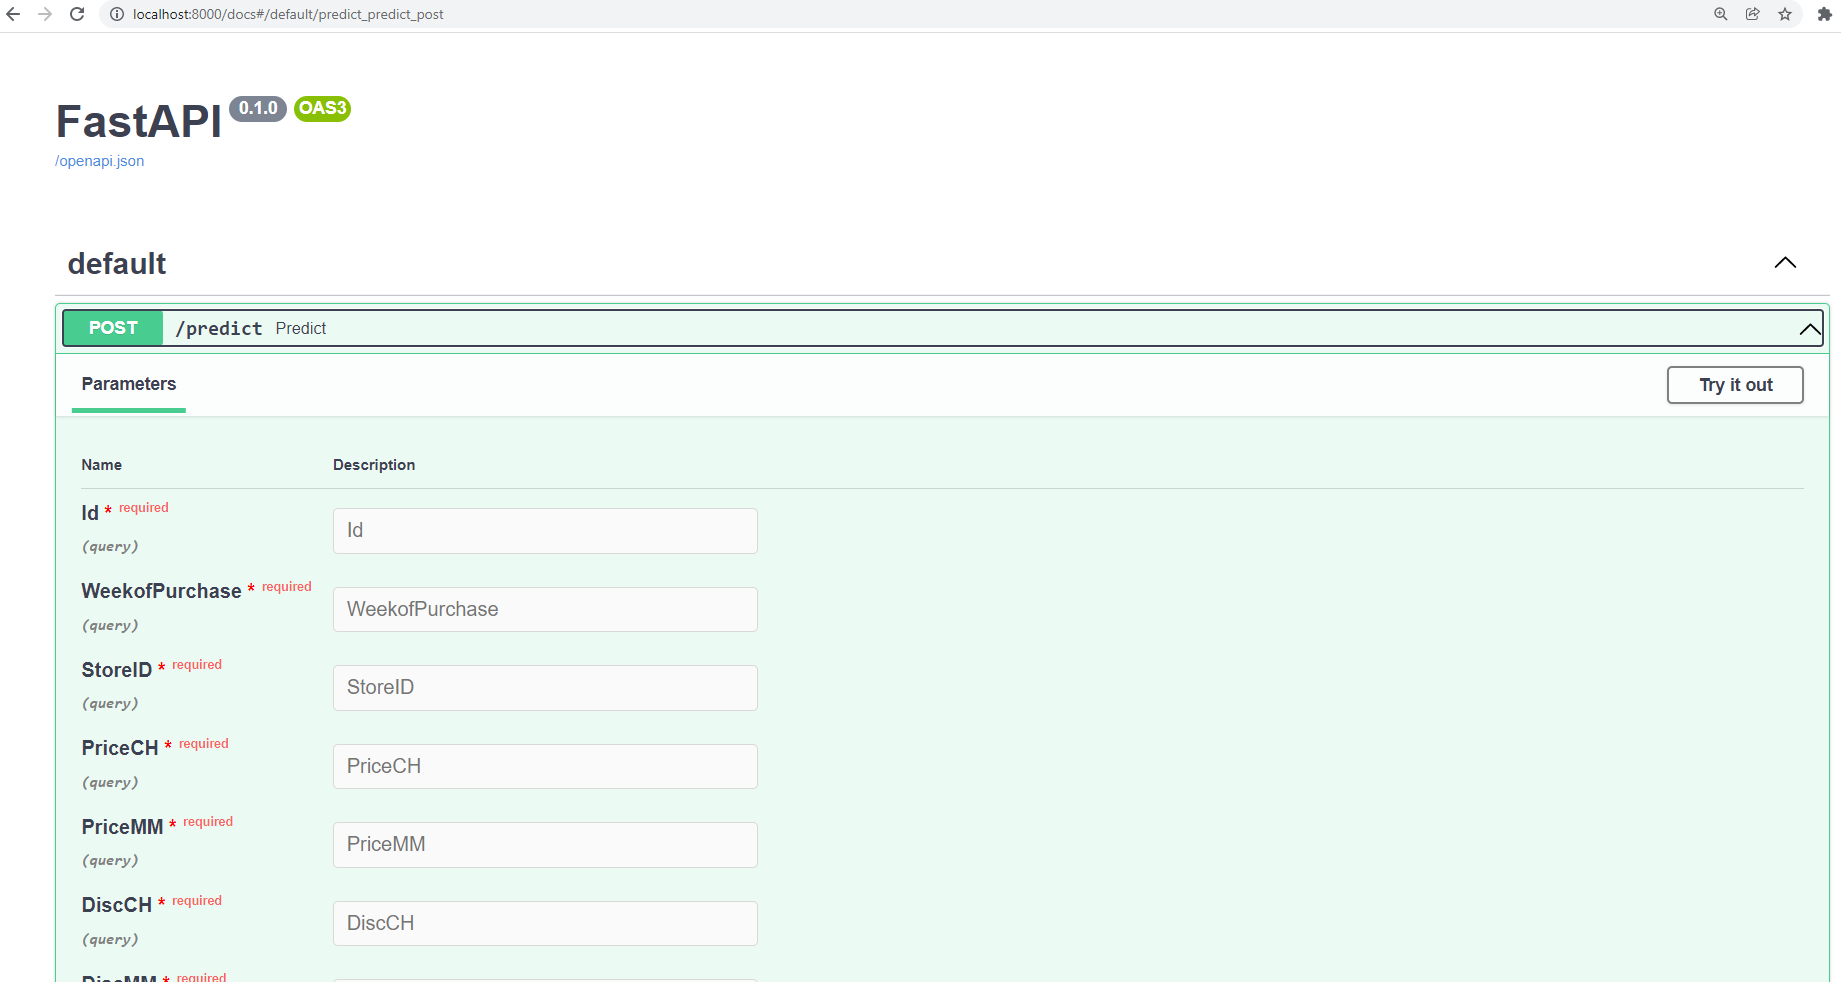 localhost:8000/docs#/default/predict_predict_post
FastAPI 0.1.0 OAS3
/openapi.json
default
POST /predict Predict
Parameters Try it out
Name Description
Id * required
(query)
Id
WeekofPurchase * required
(query)
WeekofPurchase
StoreID * required
(query)
StoreID
PriceCH * required
(query)
PriceCH
PriceMM * required
(query)
PriceMM
DiscCH * required
(query)
DiscCH
DiscMM * required